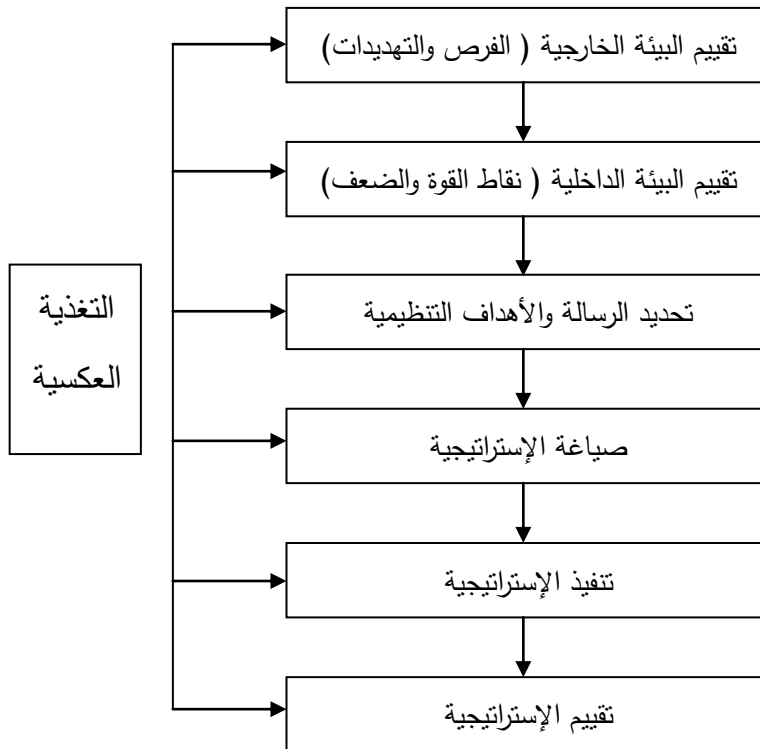 تقييم البيئة الخارجية ( الفرص والتهديدات)
تقييم البيئة الداخلية ( نقاط القوة والضعف)
تحديد الرسالة والأهداف التنظيمية
صياغة الإستراتيجية
تنفيذ الإستراتيجية
تقييم الإستراتيجية
التغذية
العكسية